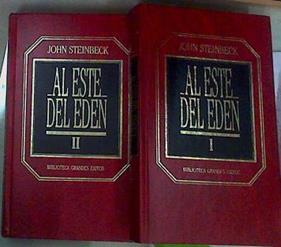 JOHN STEINBECK
AL ESTE
DEL EDEN
II
BIBLIOTECA GRANDES EXITOS
JOHN STEINBECK
AL ESTE
DEL EDEN
I
BIBLIOTECA GRANDES EXITOS